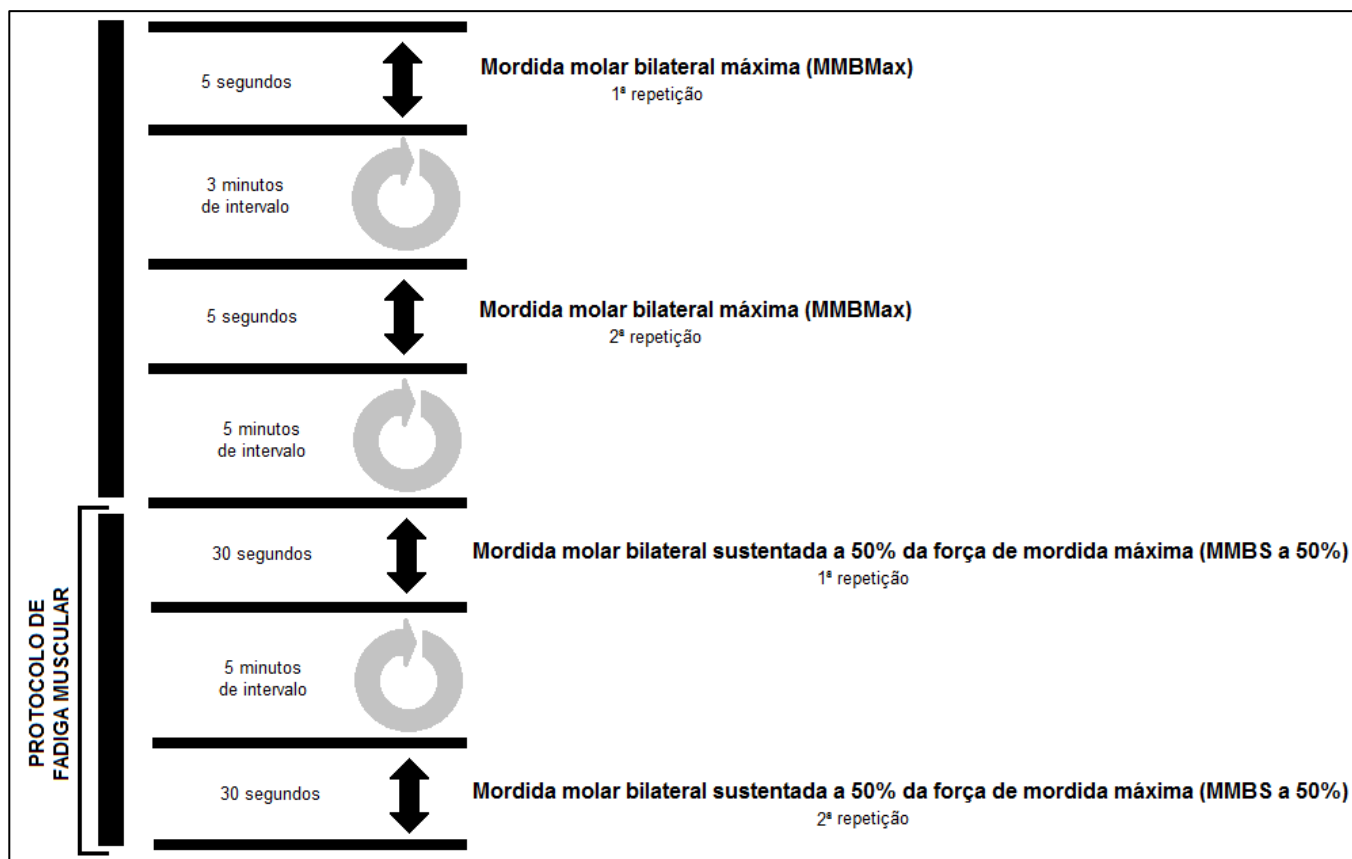 5 segundos
Mordida molar bilateral máxima (MMBMax)
1ª repetição
3 minutos
de intervalo
5 segundos
Mordida molar bilateral máxima (MMBMax)
2ª repetição
5 minutos
de intervalo
PROTOCOLO DE
FADIGA MUSCULAR
30 segundos
Mordida molar bilateral sustentada a 50% da força de mordida máxima (MMBS a 50%)
1ª repetição
5 minutos
de intervalo
30 segundos
Mordida molar bilateral sustentada a 50% da força de mordida máxima (MMBS a 50%)
2ª repetição